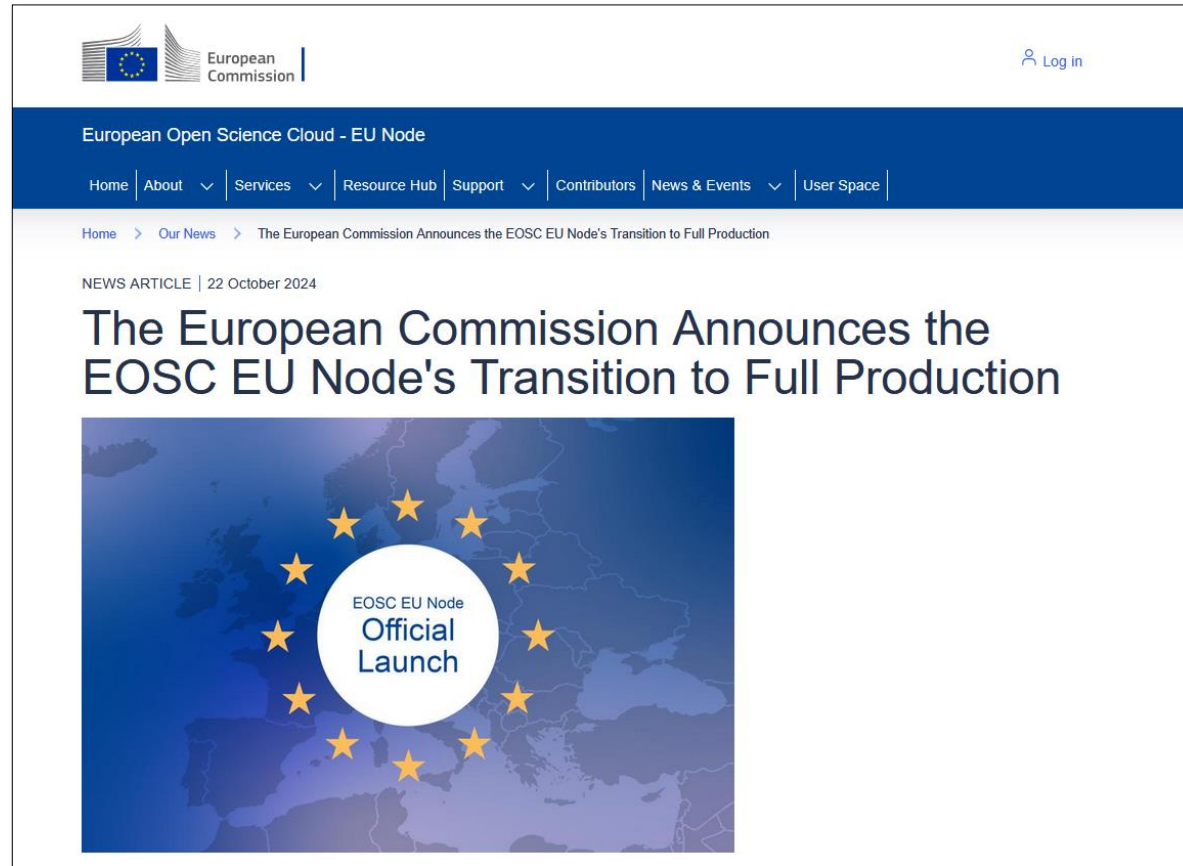 European
Commission
Log in
European Open Science Cloud - EU Node
Home About Services Resource Hub Support Contributors News & Events User Space
Home > Our News > The European Commission Announces the EOSC EU Node's Transition to Full Production
NEWS ARTICLE | 22 October 2024
The European Commission Announces the
EOSC EU Node's Transition to Full Production
EOSC EU Node
Official
Launch